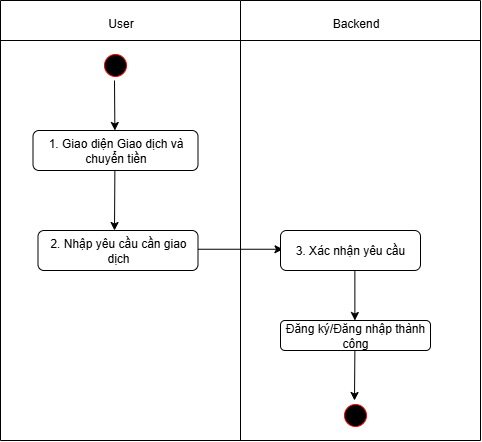 User
Backend
1. Giao diện Giao dịch và
chuyển tiền
2. Nhập yêu cầu cần giao
dịch
3. Xác nhận yêu cầu
Đăng ký/Đăng nhập thành
công